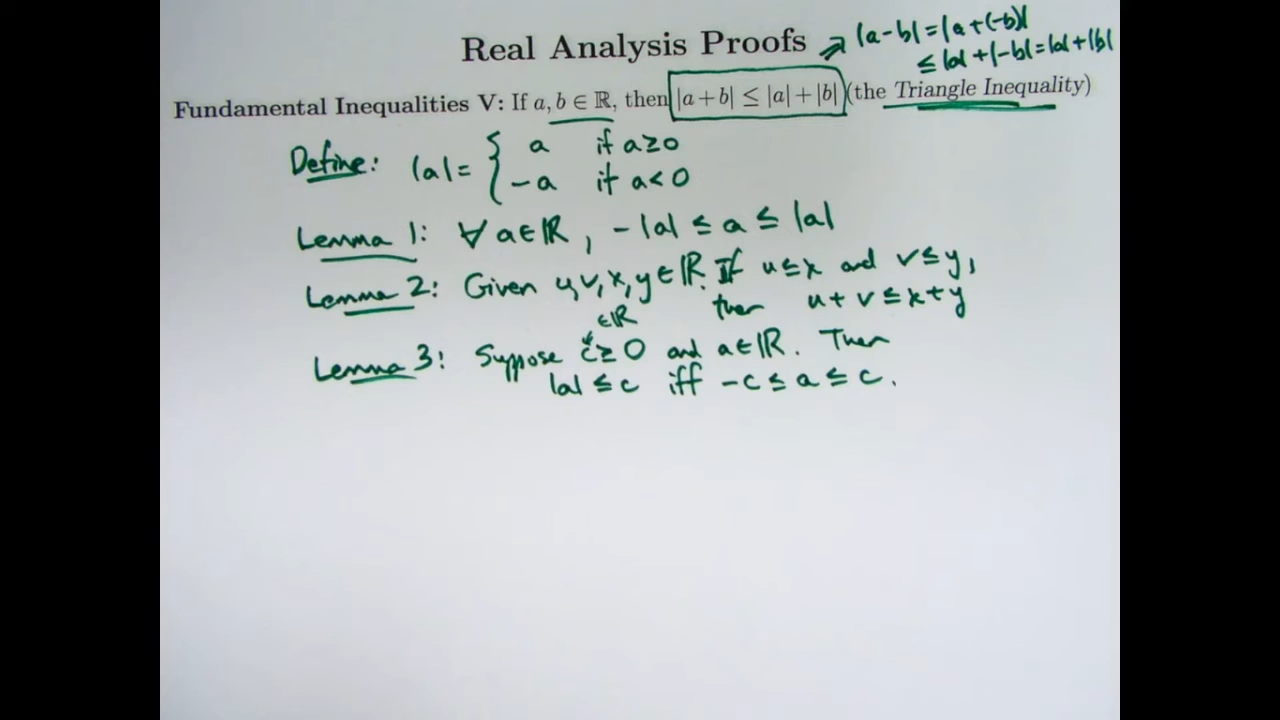 Real Analysis Proofs
↗ |a-b| = |a+(-b)|
≤ |a|+|-b| = |a|+|b|
Fundamental Inequalities V: If a, b ∈ ℝ, then |a + b| ≤ |a| + |b| (the Triangle Inequality)
Define: |a| = { a if a ≥ 0
-a if a < 0
Lemma 1: ∀ a∈ℝ, -|a| ≤ a ≤ |a|
Lemma 2: Given u,v,x,y ∈ ℝ. If u ≤ x and v ≤ y,
then u + v ≤ x + y
∈ℝ
Lemma 3: Suppose c ≥ 0 and a∈ℝ. Then
|a| ≤ c iff -c ≤ a ≤ c.